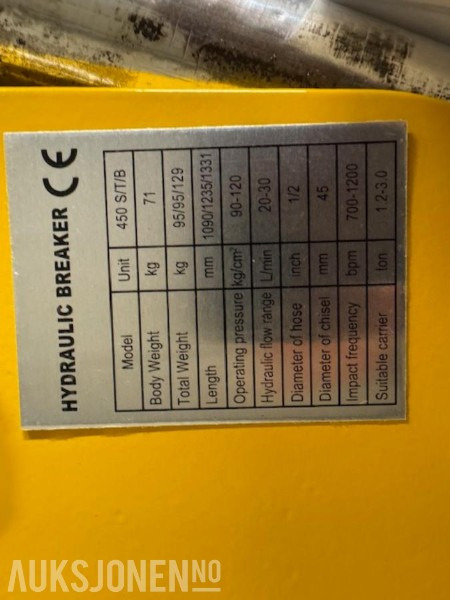 HYDRAULIC BREAKER CE
Model Unit 450 S/T/B
Body Weight kg 71
Total Weight kg 95/95/129
Length mm 1090/1235/1331
Operating pressure kg/cm² 90-120
Hydraulic flow range L/min 20-30
Diameter of hose inch 1/2
Diameter of chisel mm 45
Impact frequency bpm 700-1200
Suitable carrier ton 1.2-3.0
AUKSJONEN.NO